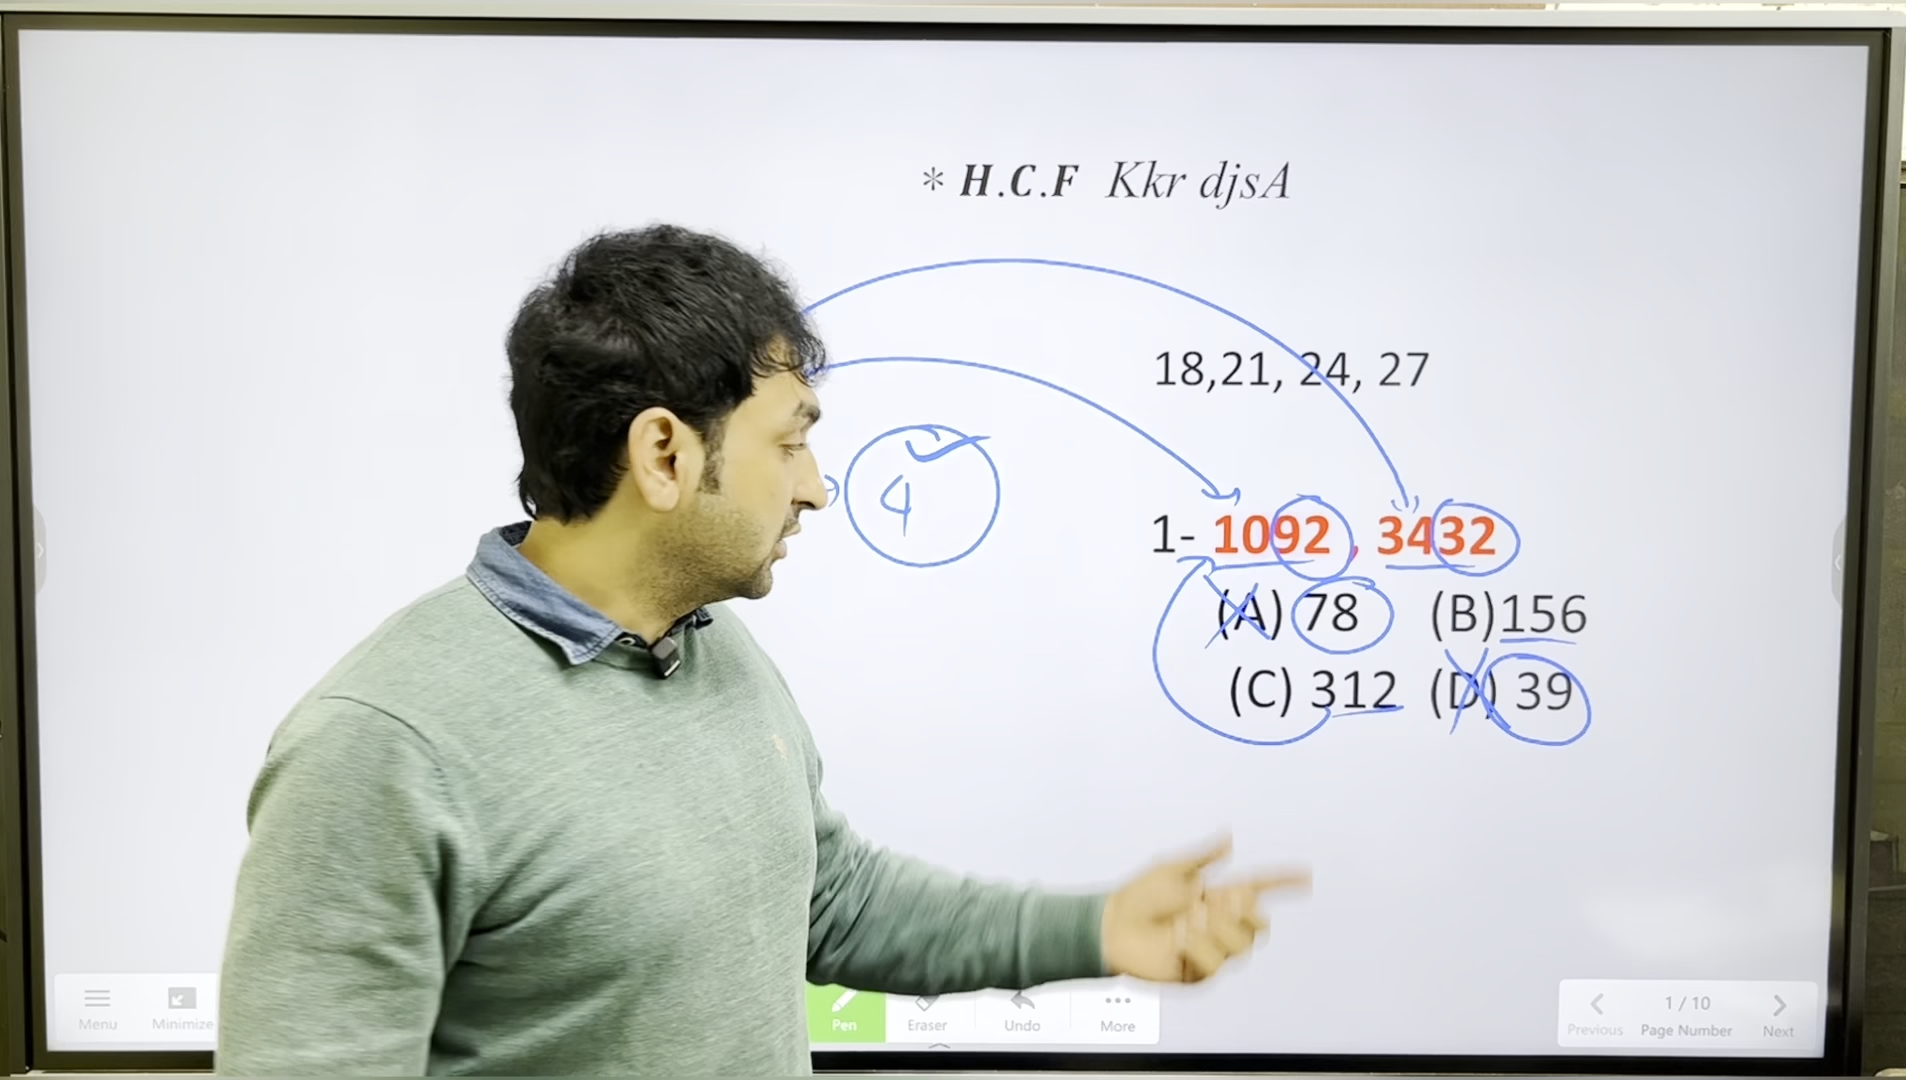 * H.C.F Kkr djsA
18,21, 24, 27
4
1- 1092, 3432
(A) 78 (B)156
(C) 312 (D) 39
Menu Minimize Pen Eraser Undo More
1 / 10
Previous Page Number Next